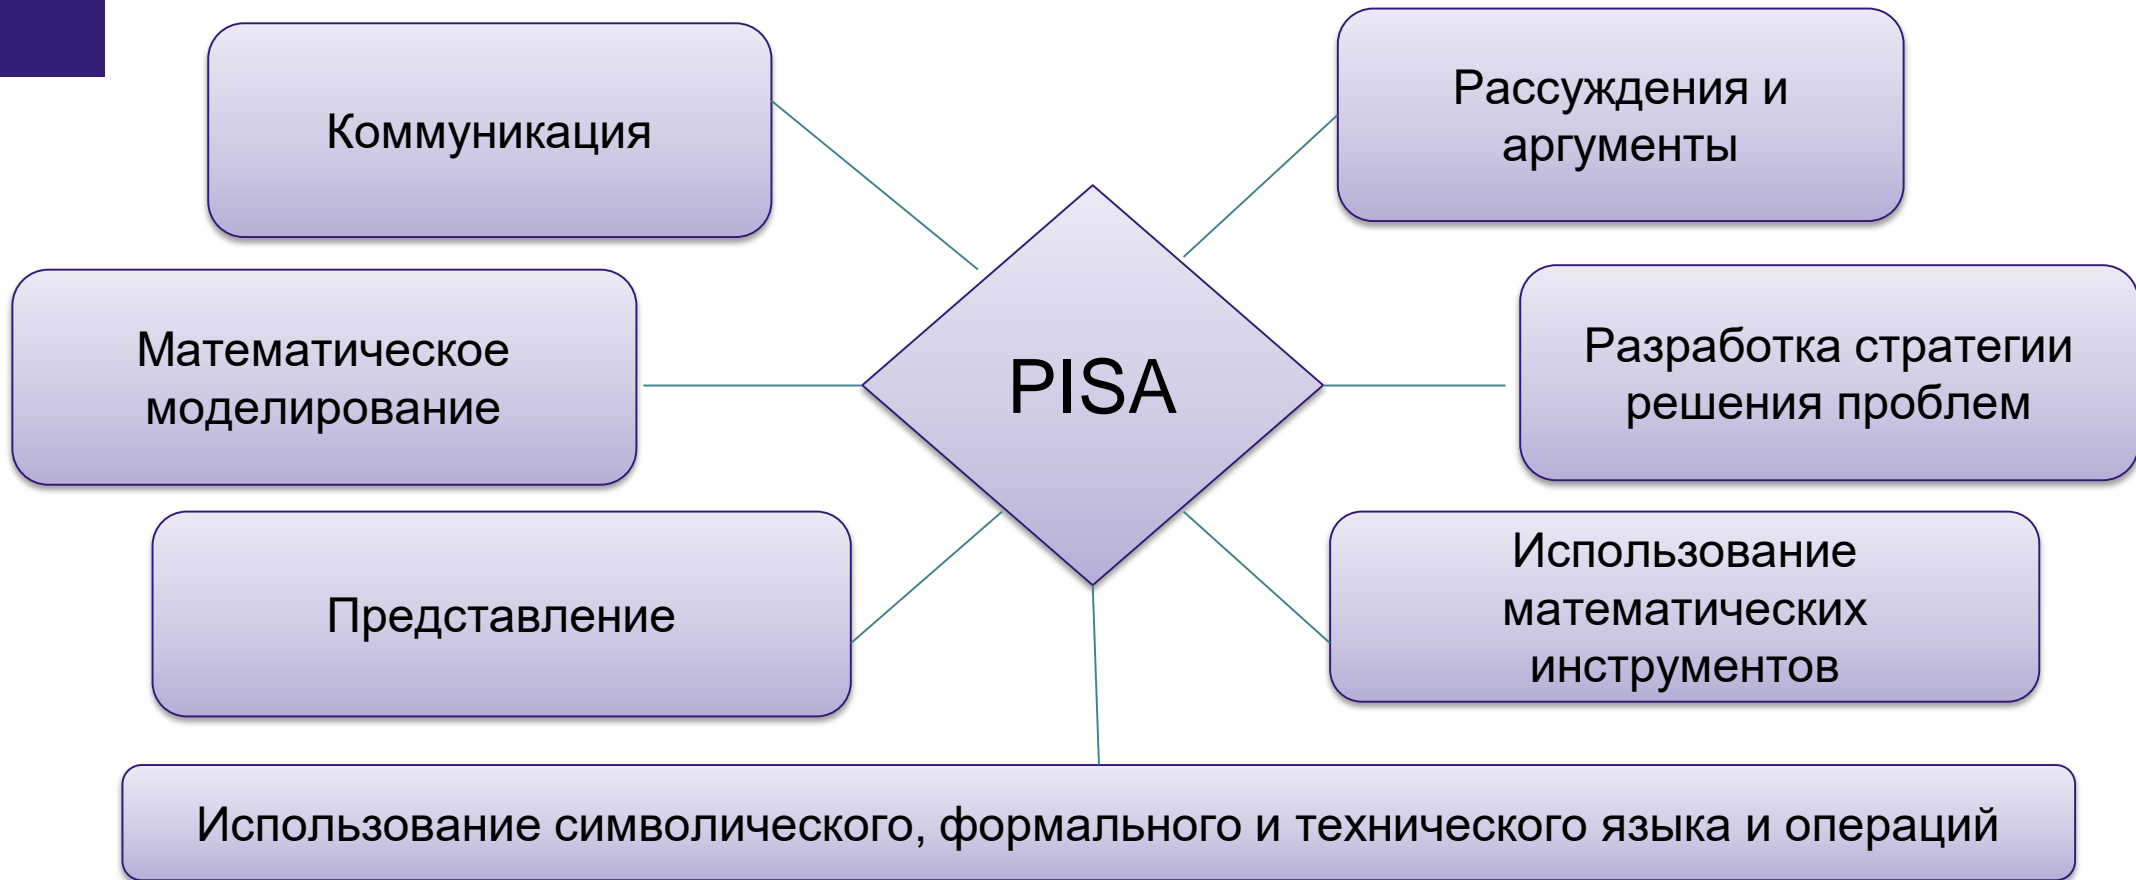 Коммуникация
Рассуждения и
аргументы
Математическое
моделирование
PISA
Разработка стратегии
решения проблем
Представление
Использование
математических
инструментов
Использование символического, формального и технического языка и операций